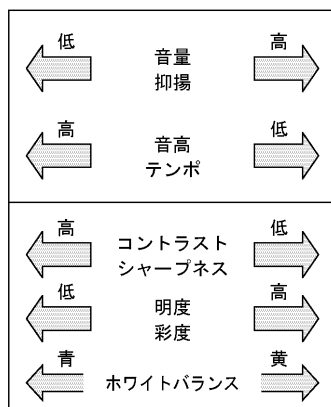 低 高
音量
抑揚
高 低
音高
テンポ
高 低
コントラスト
シャープネス
低 高
明度
彩度
青 黄
ホワイトバランス